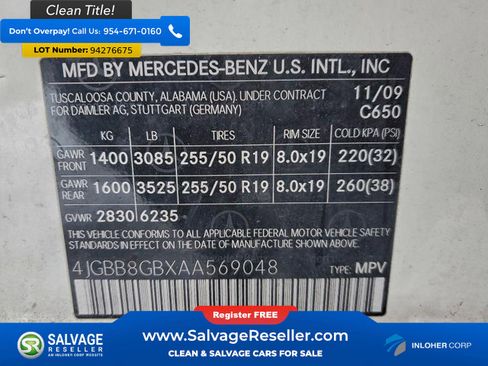 Clean Title!
Don't Overpay! Call Us: 954-671-0160
Lot Number: 94276675
MFD BY MERCEDES-BENZ U.S. INTL., INC
TUSCALOOSA COUNTY, ALABAMA (USA). UNDER CONTRACT 11/09
FOR DAIMLER AG, STUTTGART (GERMANY) C650
KG LB TIRES RIM SIZE COLD KPA (PSI)
GAWR FRONT 1400 3085 255/50 R19 8.0x19 220(32)
GAWR REAR 1600 3525 255/50 R19 8.0x19 260(38)
GVWR 2830 6235
THIS VEHICLE CONFORMS TO ALL APPLICABLE FEDERAL MOTOR VEHICLE SAFETY
STANDARDS IN EFFECT ON THE DATE OF MANUFACTURE SHOWN ABOVE.
4JGBB8GBXAA569048 TYPE: MPV
SALVAGE RESELLER
AN INLOHER CORP WEBSITE
www.SalvageReseller.com
CLEAN & SALVAGE CARS FOR SALE
INLOHER CORP